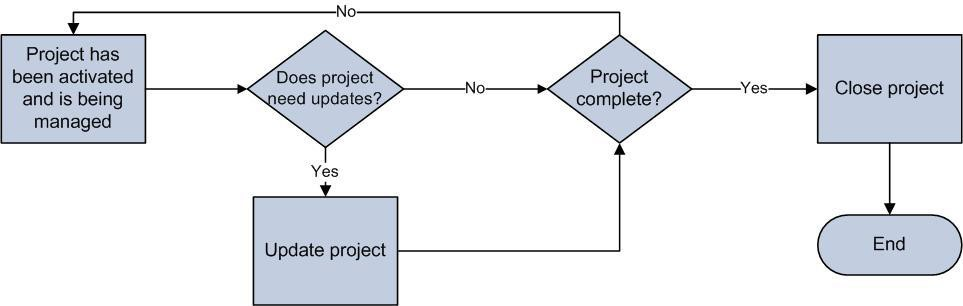 No
Project has
been activated
and is being
managed
Does project
need updates?
No
Project
complete?
Yes
Close project
Yes
Update project
End